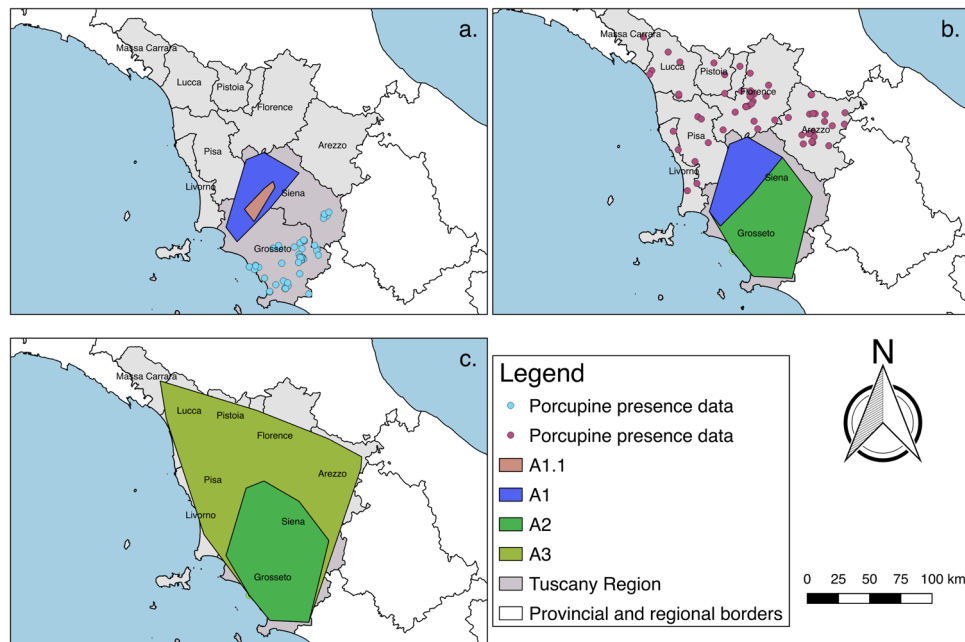 a.
Massa Carrara
Lucca
Pistoia
Florence
Pisa
Arezzo
Livorno
Siena
Grosseto
b.
Massa Carrara
Lucca
Pistoia
Florence
Arezzo
Pisa
Livorno
Siena
Grosseto
c.
Massa Carrara
Lucca
Pistoia
Florence
Arezzo
Pisa
Livorno
Siena
Grosseto
Legend
Porcupine presence data
Porcupine presence data
A1.1
A1
A2
A3
Tuscany Region
Provincial and regional borders
N
0 25 50 75 100 km